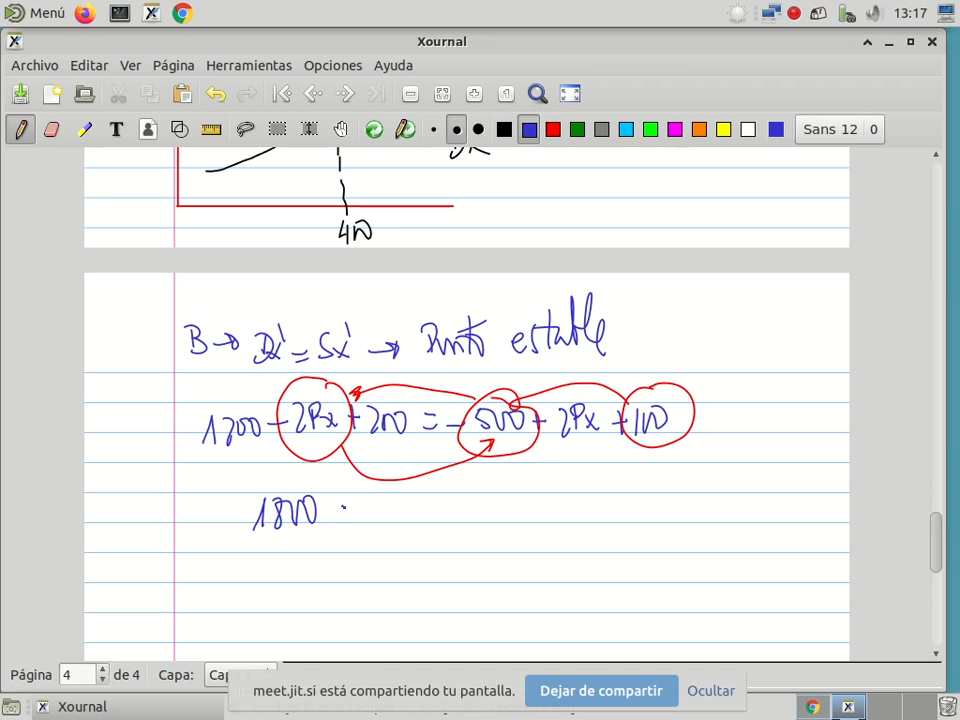 Menú
13:17
Xournal
Archivo Editar Ver Página Herramientas Opciones Ayuda
Sans 12 0
400
B → Dx' = Sx' → Punto estable
1200 - 2Px + 200 = -500 + 2Px + 100
1800
Página 4 de 4 Capa: Cap
meet.jit.si está compartiendo tu pantalla. Dejar de compartir Ocultar
Xournal